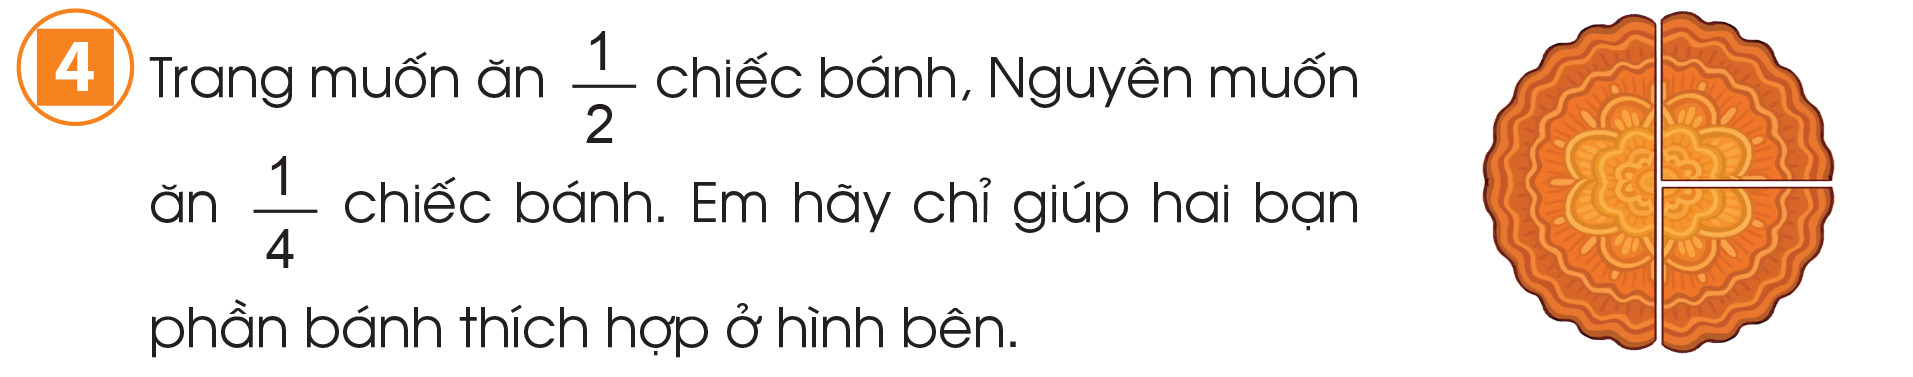 4 Trang muốn ăn 1/2 chiếc bánh, Nguyên muốn
ăn 1/4 chiếc bánh. Em hãy chỉ giúp hai bạn
phần bánh thích hợp ở hình bên.